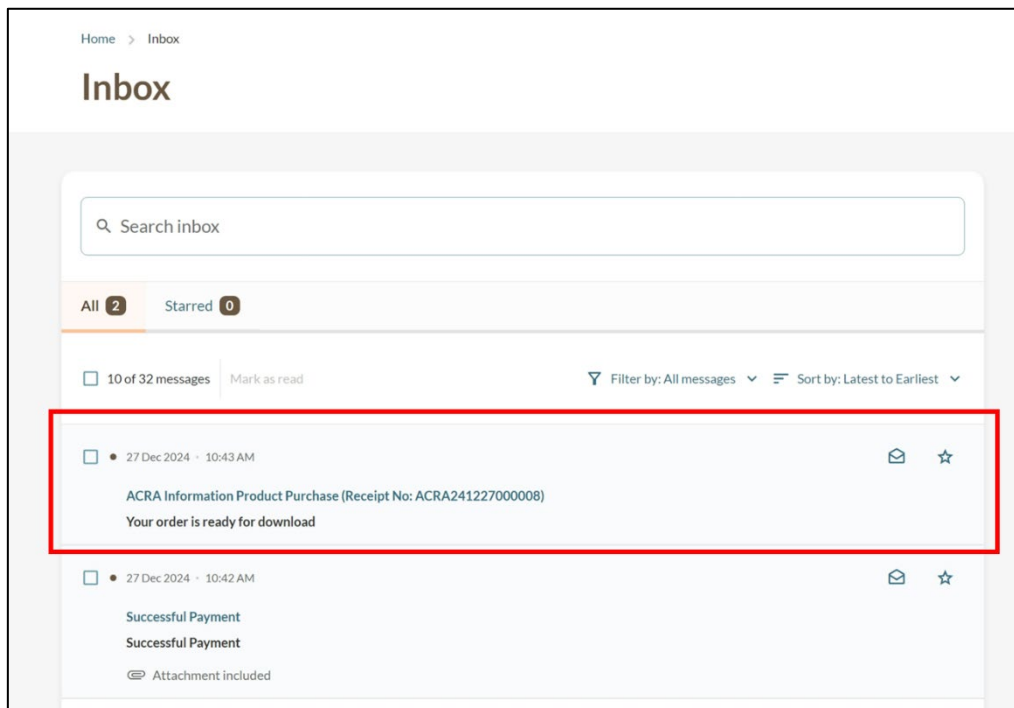 Home > Inbox
Inbox
Search inbox
All 2 Starred 0
10 of 32 messages Mark as read Filter by: All messages Sort by: Latest to Earliest
27 Dec 2024 · 10:43 AM
ACRA Information Product Purchase (Receipt No: ACRA241227000008)
Your order is ready for download
27 Dec 2024 · 10:42 AM
Successful Payment
Successful Payment
Attachment included